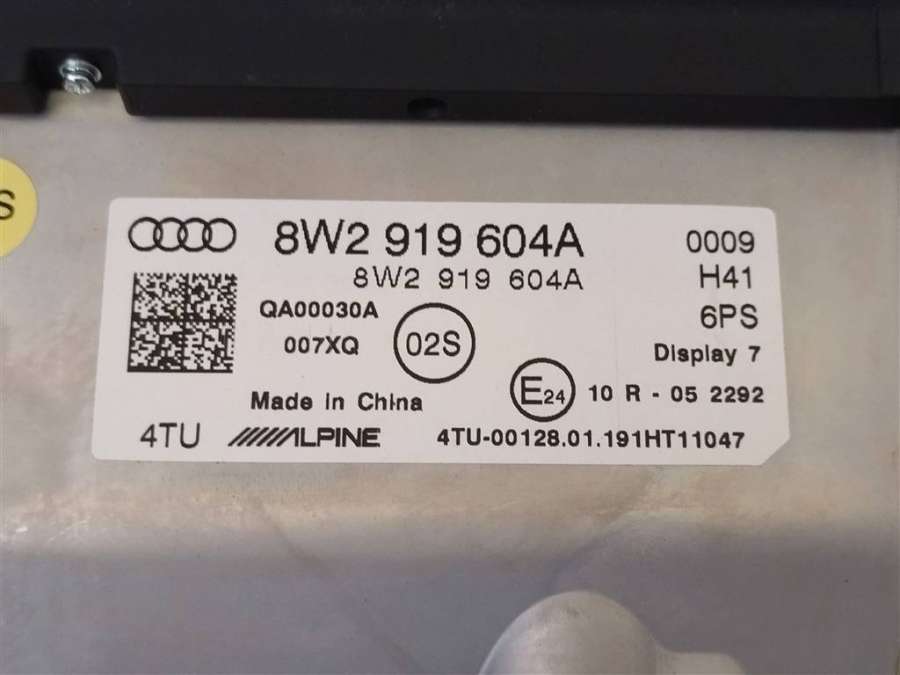 8W2 919 604A
8W2 919 604A
0009
H41
QA00030A
6PS
007XQ
02S
Display 7
E24
10 R - 05 2292
Made in China
4TU
ALPINE
4TU-00128.01.191HT11047
S